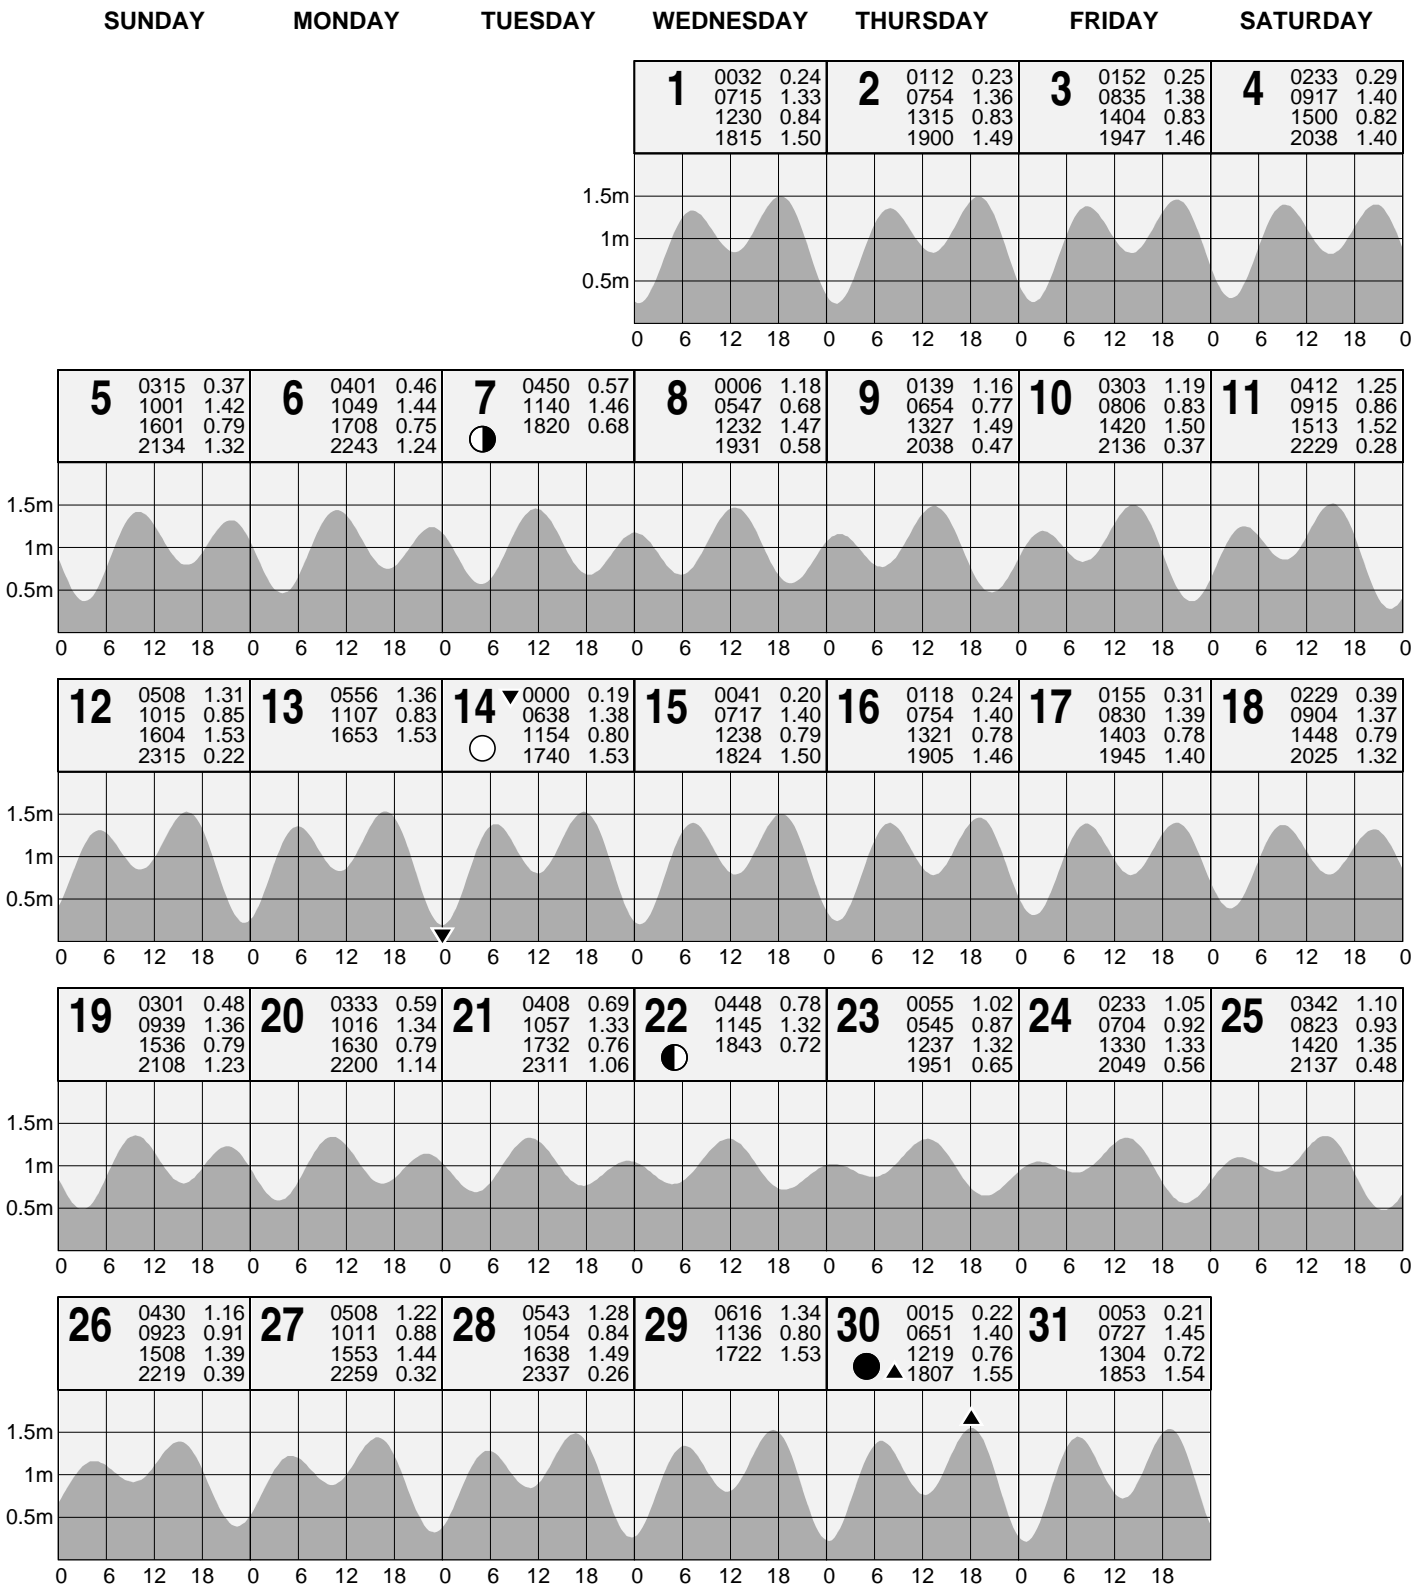 SUNDAY MONDAY TUESDAY WEDNESDAY THURSDAY FRIDAY SATURDAY
1 0032 0.24
0715 1.33
1230 0.84
1815 1.50
2 0112 0.23
0754 1.36
1315 0.83
1900 1.49
3 0152 0.25
0835 1.38
1404 0.83
1947 1.46
4 0233 0.29
0917 1.40
1500 0.82
2038 1.40
1.5m
1m
0.5m
0 6 12 18 0 6 12 18 0 6 12 18 0 6 12 18 0
5 0315 0.37
1001 1.42
1601 0.79
2134 1.32
6 0401 0.46
1049 1.44
1708 0.75
2243 1.24
7 0450 0.57
1140 1.46
1820 0.68
8 0006 1.18
0547 0.68
1232 1.47
1931 0.58
9 0139 1.16
0654 0.77
1327 1.49
2038 0.47
10 0303 1.19
0806 0.83
1420 1.50
2136 0.37
11 0412 1.25
0915 0.86
1513 1.52
2229 0.28
1.5m
1m
0.5m
0 6 12 18 0 6 12 18 0 6 12 18 0 6 12 18 0 6 12 18 0 6 12 18 0 6 12 18 0
12 0508 1.31
1015 0.85
1604 1.53
2315 0.22
13 0556 1.36
1107 0.83
1653 1.53
14 0000 0.19
0638 1.38
1154 0.80
1740 1.53
15 0041 0.20
0717 1.40
1238 0.79
1824 1.50
16 0118 0.24
0754 1.40
1321 0.78
1905 1.46
17 0155 0.31
0830 1.39
1403 0.78
1945 1.40
18 0229 0.39
0904 1.37
1448 0.79
2025 1.32
1.5m
1m
0.5m
0 6 12 18 0 6 12 18 0 6 12 18 0 6 12 18 0 6 12 18 0 6 12 18 0 6 12 18 0
19 0301 0.48
0939 1.36
1536 0.79
2108 1.23
20 0333 0.59
1016 1.34
1630 0.79
2200 1.14
21 0408 0.69
1057 1.33
1732 0.76
2311 1.06
22 0448 0.78
1145 1.32
1843 0.72
23 0055 1.02
0545 0.87
1237 1.32
1951 0.65
24 0233 1.05
0704 0.92
1330 1.33
2049 0.56
25 0342 1.10
0823 0.93
1420 1.35
2137 0.48
1.5m
1m
0.5m
0 6 12 18 0 6 12 18 0 6 12 18 0 6 12 18 0 6 12 18 0 6 12 18 0 6 12 18 0
26 0430 1.16
0923 0.91
1508 1.39
2219 0.39
27 0508 1.22
1011 0.88
1553 1.44
2259 0.32
28 0543 1.28
1054 0.84
1638 1.49
2337 0.26
29 0616 1.34
1136 0.80
1722 1.53
30 0015 0.22
0651 1.40
1219 0.76
1807 1.55
31 0053 0.21
0727 1.45
1304 0.72
1853 1.54
1.5m
1m
0.5m
0 6 12 18 0 6 12 18 0 6 12 18 0 6 12 18 0 6 12 18 0 6 12 18